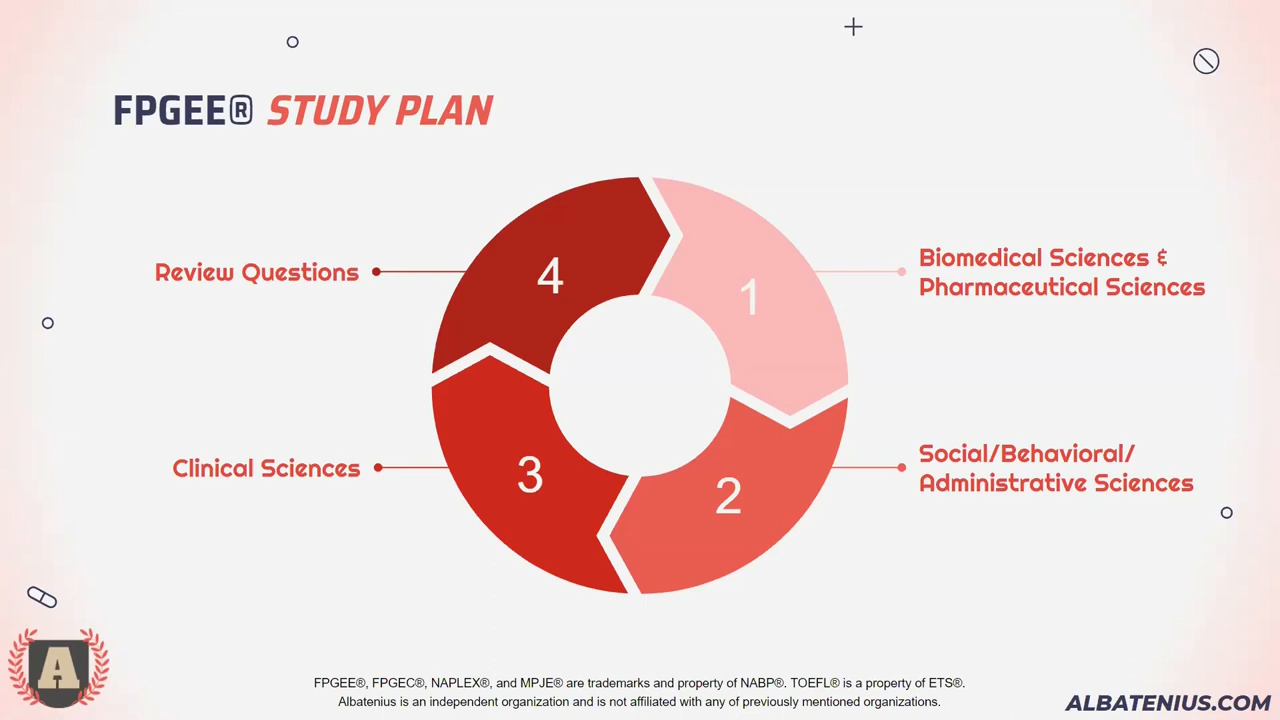 FPGEE® STUDY PLAN
4
1
Review Questions
Biomedical Sciences &
Pharmaceutical Sciences
3
2
Clinical Sciences
Social/Behavioral/
Administrative Sciences
A
FPGEE®, FPGEC®, NAPLEX®, and MPJE® are trademarks and property of NABP®. TOEFL® is a property of ETS®.
Albatenius is an independent organization and is not affiliated with any of previously mentioned organizations.
ALBATENIUS.COM